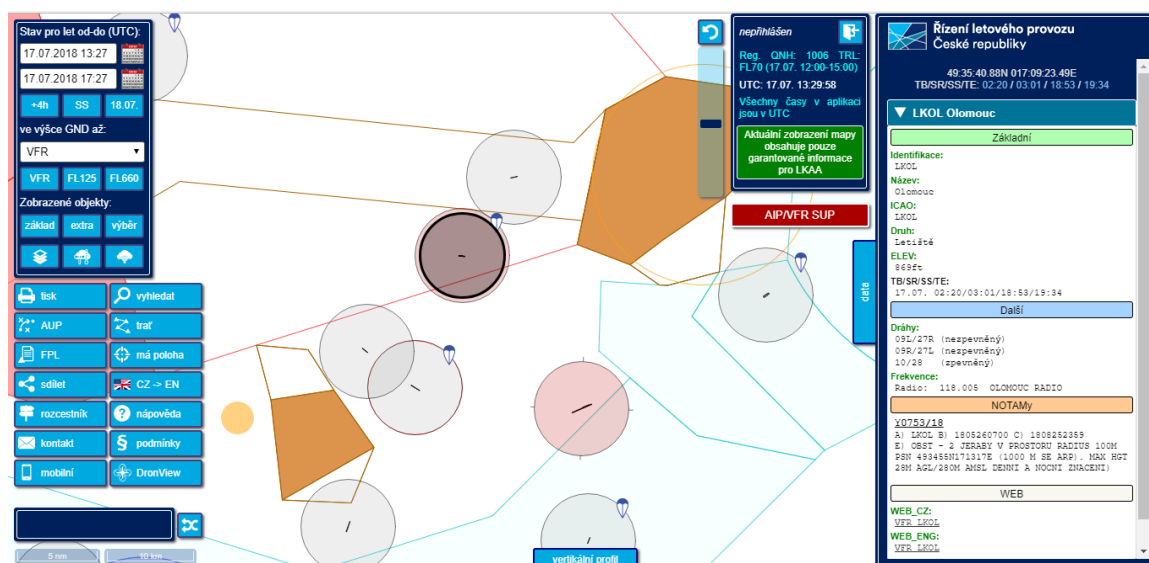 Stav pro let od-do (UTC):
17.07.2018 13:27
17.07.2018 17:27
+4h SS 18.07.
ve výšce GND až:
VFR
VFR FL125 FL660
Zobrazené objekty:
základ extra výběr
tisk vyhledat
AUP trať
FPL má poloha
sdílet CZ -> EN
rozcestník nápověda
kontakt § podmínky
mobilní DronView
5 nm 10 km
vertikální profil
nepřihlášen
Reg. QNH: 1006 TRL:
FL70 (17.07. 12:00-15:00)
UTC: 17.07. 13:29:58
Všechny časy v aplikaci
jsou v UTC
Aktuální zobrazení mapy
obsahuje pouze
garantované informace
pro LKAA
AIP/VFR SUP
data
Řízení letového provozu
České republiky
49:35:40.88N 017:09:23.49E
TB/SR/SS/TE: 02:20 / 03:01 / 18:53 / 19:34
▼ LKOL Olomouc
Základní
Identifikace:
LKOL
Název:
Olomouc
ICAO:
LKOL
Druh:
Letiště
ELEV:
869ft
TB/SR/SS/TE:
17.07. 02:20/03:01/18:53/19:34
Další
Dráhy:
09L/27R (nezpevněný)
09R/27L (nezpevněný)
10/28 (zpevněný)
Frekvence:
Radio: 118.005 OLOMOUC RADIO
NOTAMy
Y0753/18
A) LKOL B) 1805260700 C) 1808252359
E) OBST - 2 JERABY V PROSTORU RADIUS 100M
PSN 493455N171317E (1000 M SE ARP). MAX HGT
28M AGL/280M AMSL DENNI A NOCNI ZNACENI)
WEB
WEB_CZ:
VFR LKOL
WEB_ENG:
VFR LKOL